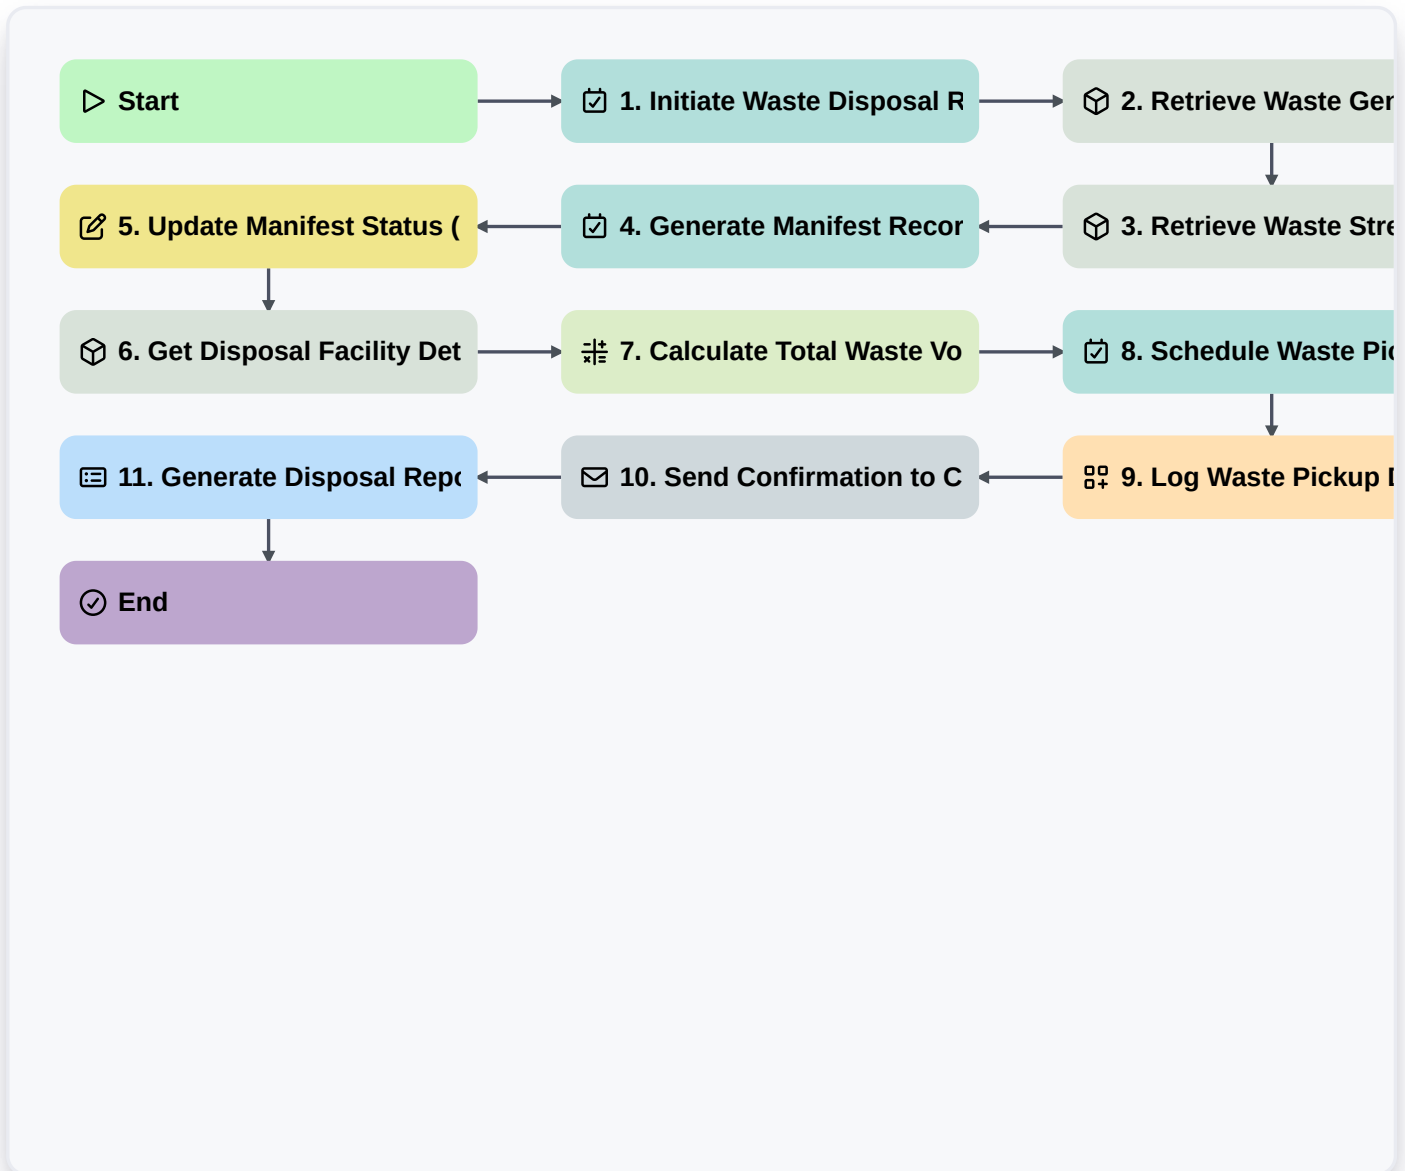 Start
1. Initiate Waste Disposal R
2. Retrieve Waste Gen
5. Update Manifest Status (
4. Generate Manifest Recor
3. Retrieve Waste Stre
6. Get Disposal Facility Det
7. Calculate Total Waste Vo
8. Schedule Waste Pic
11. Generate Disposal Repo
10. Send Confirmation to C
9. Log Waste Pickup D
End